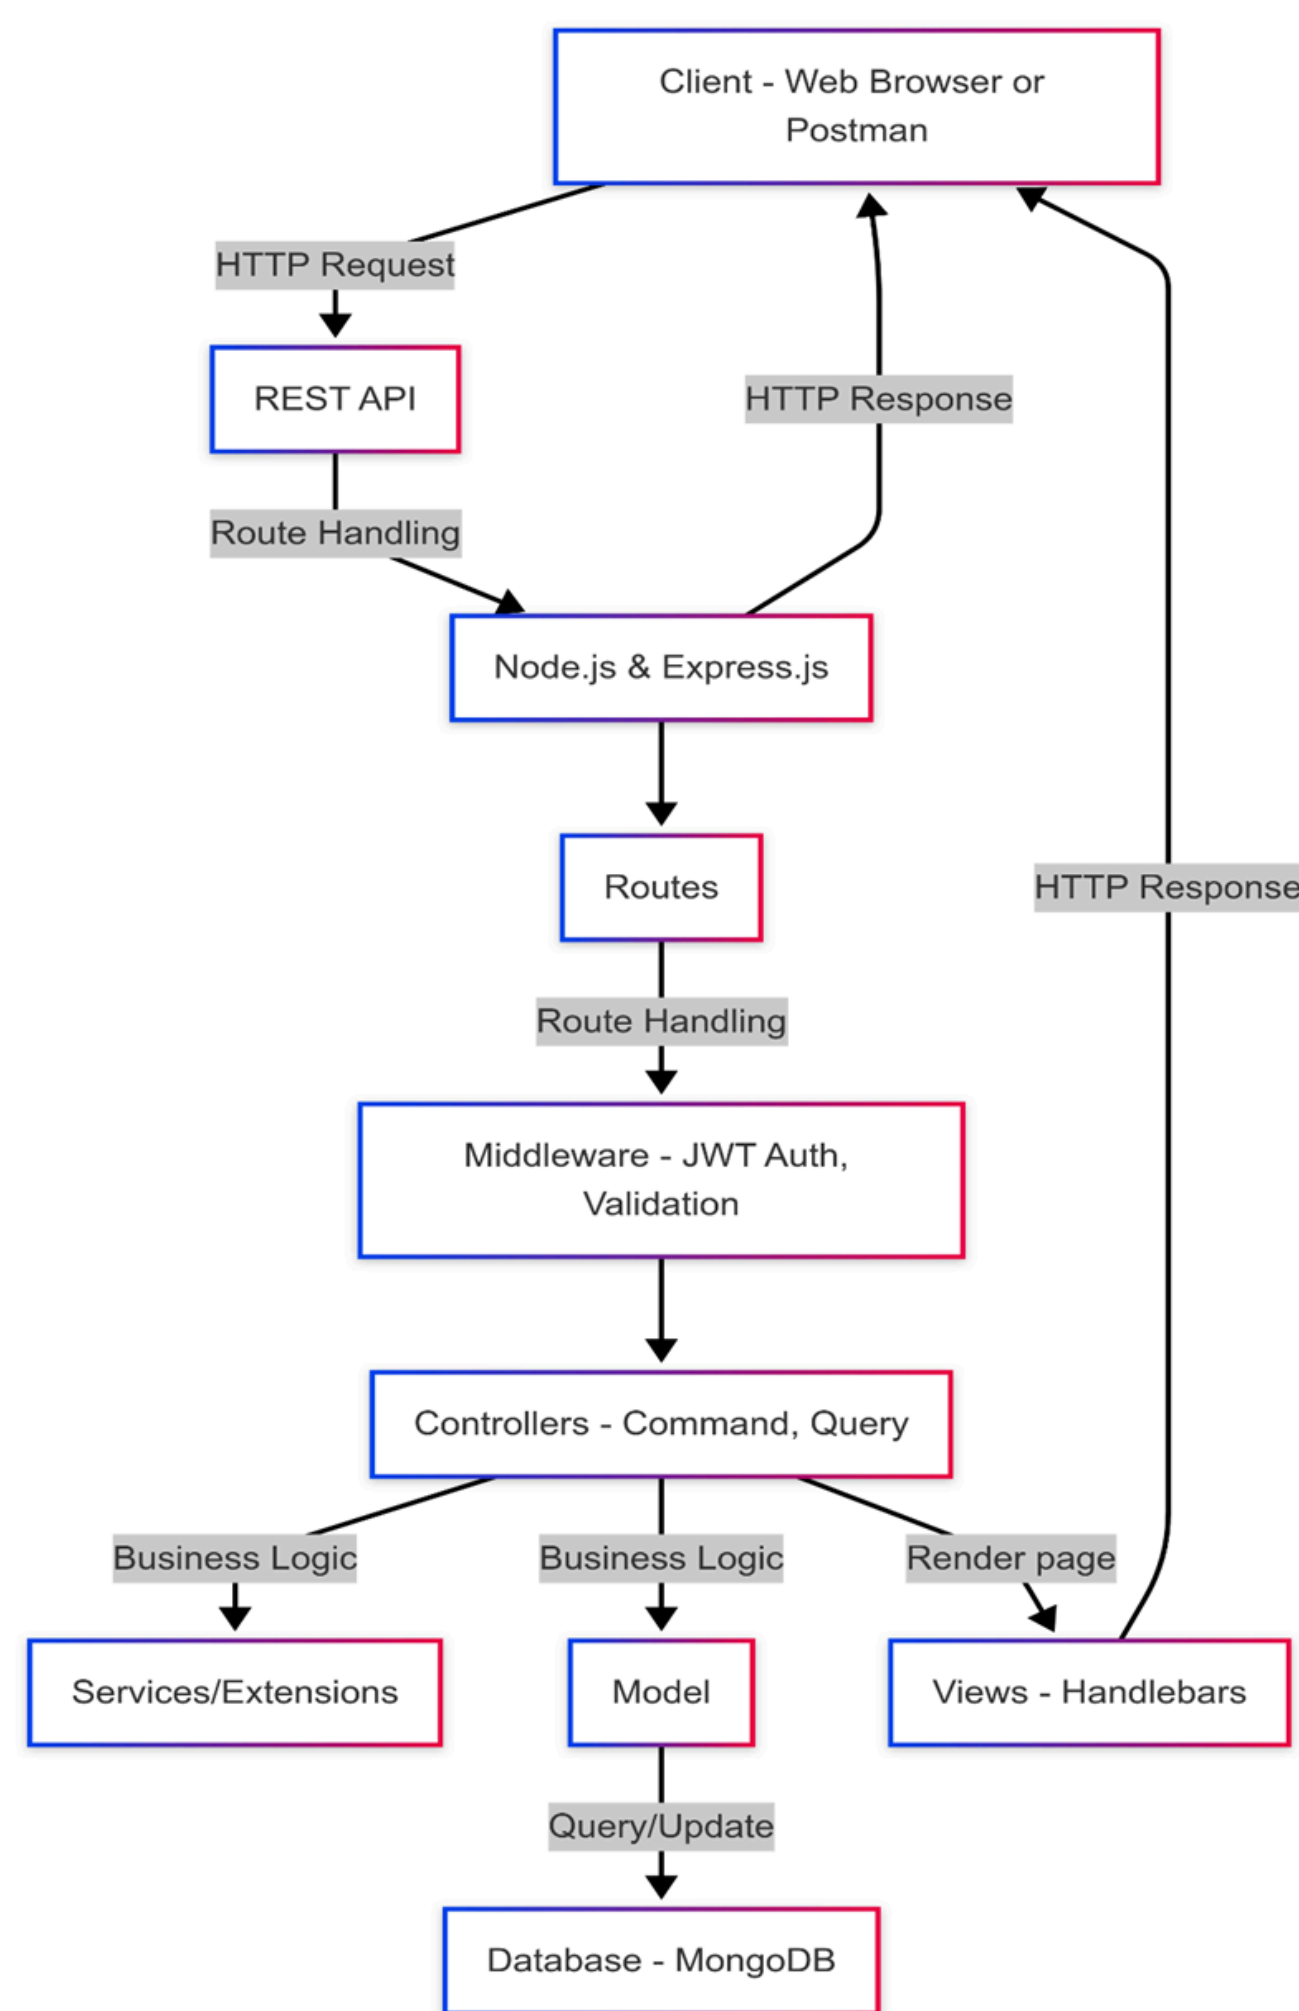 Client - Web Browser or
Postman
HTTP Request
REST API
HTTP Response
Route Handling
Node.js & Express.js
Routes
HTTP Response
Route Handling
Middleware - JWT Auth,
Validation
Controllers - Command, Query
Business Logic
Business Logic
Render page
Services/Extensions
Model
Views - Handlebars
Query/Update
Database - MongoDB